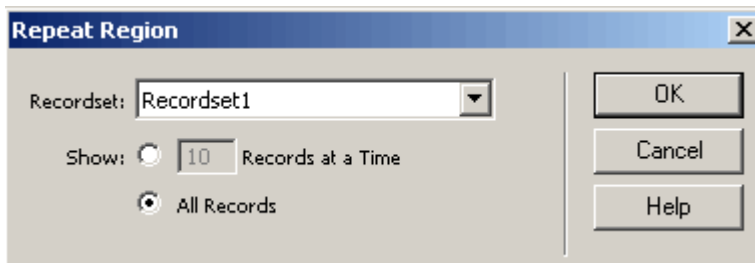 Repeat Region
Recordset: Recordset1
OK
Show: 10 Records at a Time
Cancel
All Records
Help